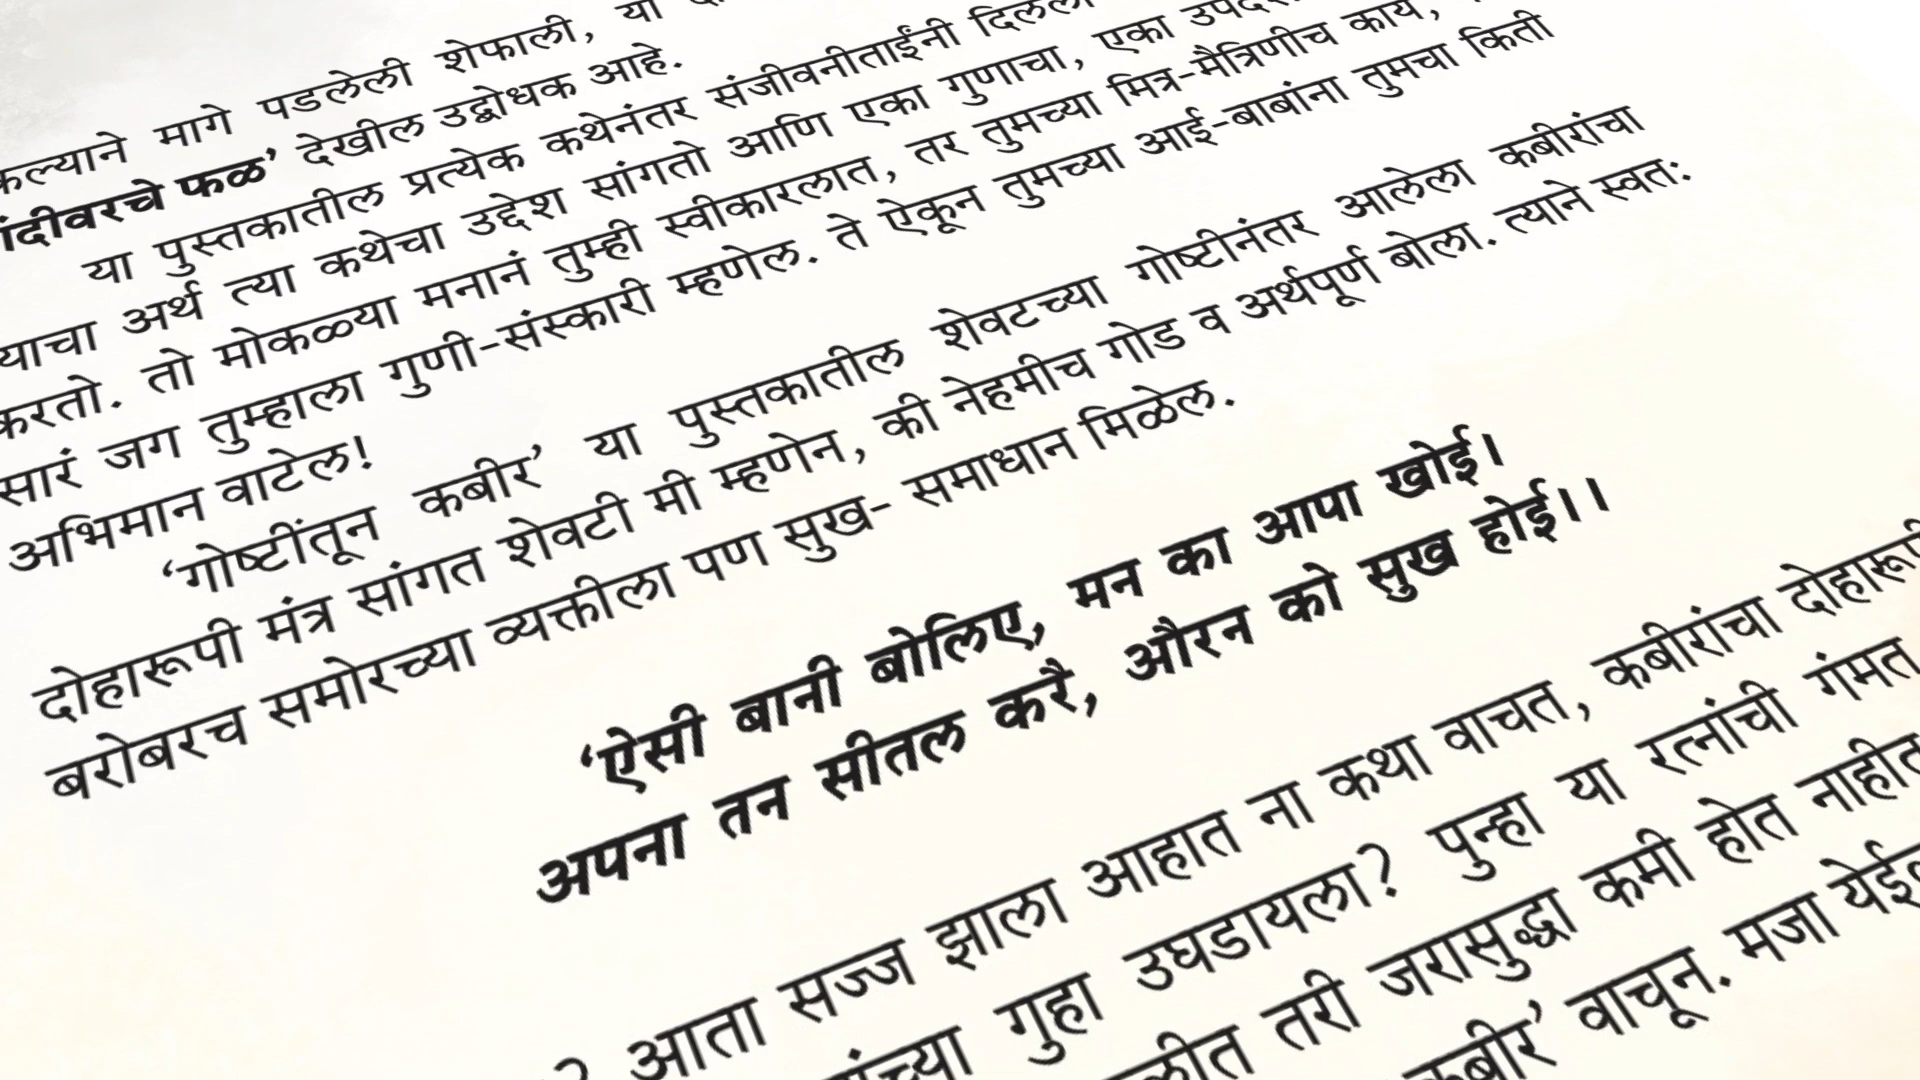 कल्याने मागे पडलेली शेफाली, या
ांदीवरचे फळ’ देखील उद्बोधक आहे.
या पुस्तकातील प्रत्येक कथेनंतर संजीवनीताईंनी दिलेला
याचा अर्थ त्या कथेचा उद्देश सांगतो आणि एका गुणाचा, एका
करतो. तो मोकळ्या मनानं तुम्ही स्वीकारलात, तर तुमच्या मित्र-मैत्रिणीच काय,
सारं जग तुम्हाला गुणी-संस्कारी म्हणेल. ते ऐकून तुमच्या आई-बाबांना तुमचा किती
अभिमान वाटेल!
‘गोष्टींतून कबीर’ या पुस्तकातील शेवटच्या गोष्टीनंतर आलेला कबीरांचा
दोहारूपी मंत्र सांगत शेवटी मी म्हणेन, की नेहमीच गोड व अर्थपूर्ण बोला. त्याने स्वत:
बरोबरच समोरच्या व्यक्तीला पण सुख- समाधान मिळेल.
‘ऐसी बानी बोलिए, मन का आपा खोई।
अपना तन सीतल करै, औरन को सुख होई।।
? आता सज्ज झाला आहात ना कथा वाचत, कबीरांचा दोहारूपी
गुहा उघडायला? पुन्हा या रत्नांची गंमत
तरी जरासुद्धा कमी होत नाहीत
कबीर’ वाचून. मजा